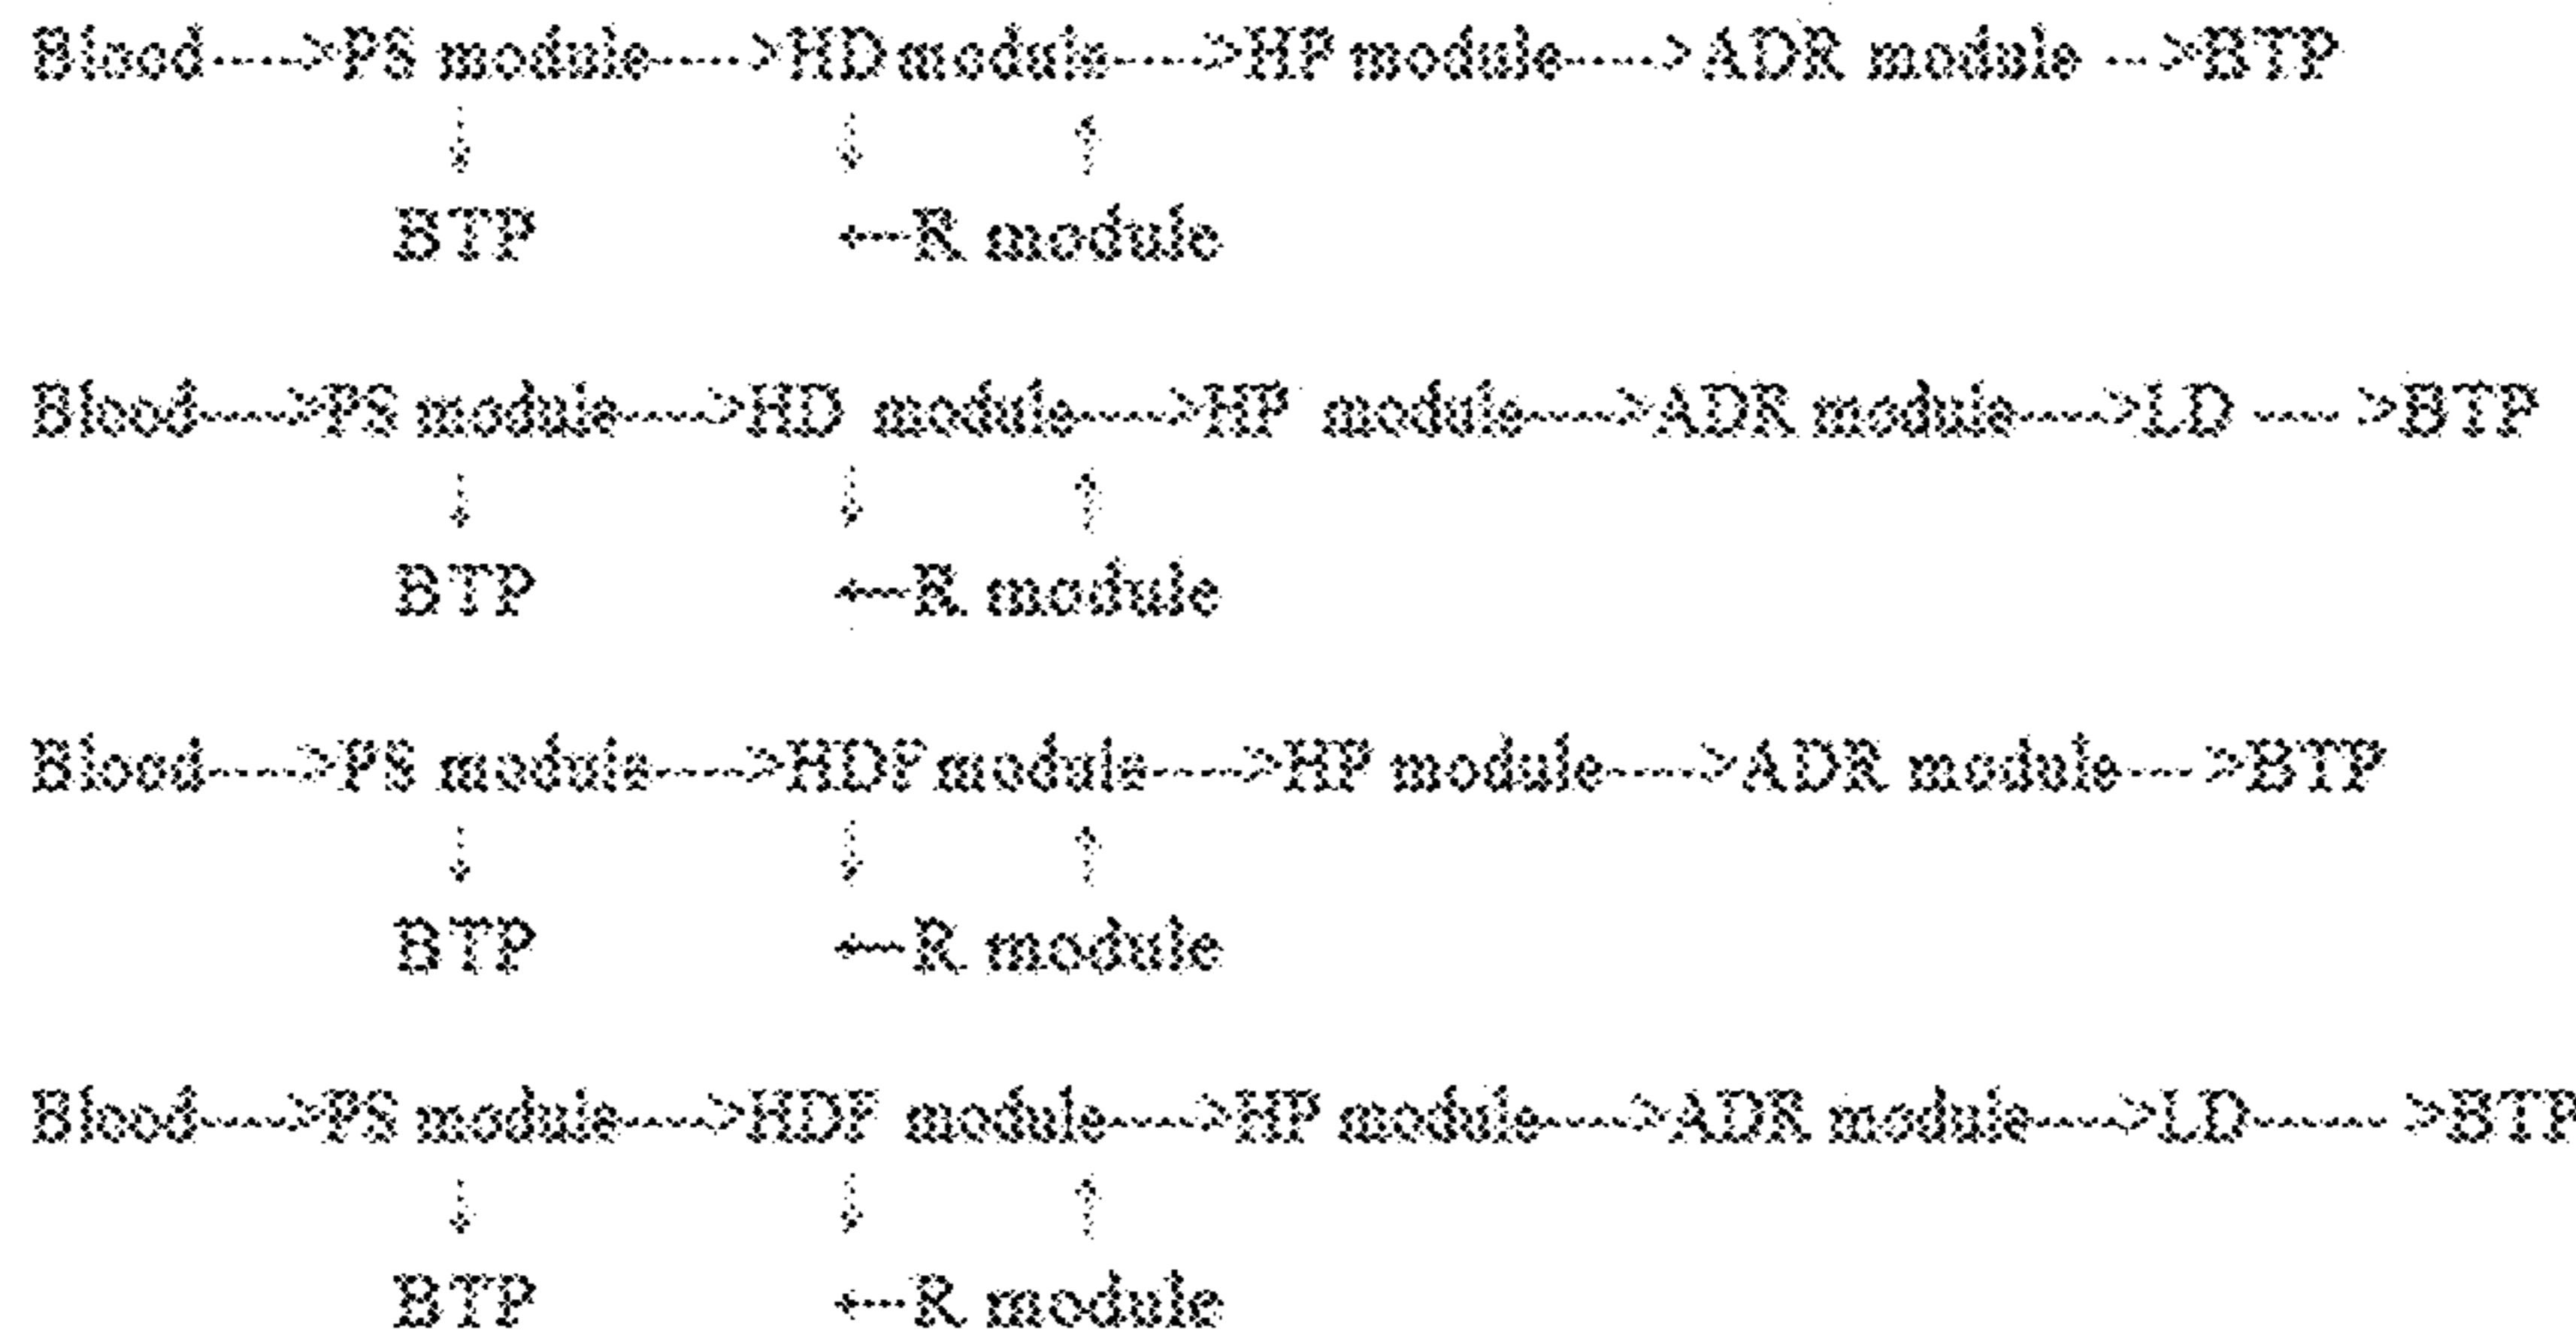 Blood---->PS module---->HD module---->HP module---->ADR module -->BTP
↓ ↓ ↑
BTP ←--R module
Blood---->PS module---->HD module---->HP module---->ADR module---->LD ---->BTP
↓ ↓ ↑
BTP ←--R module
Blood---->PS module---->HDF module---->HP module---->ADR module--->BTP
↓ ↓ ↑
BTP ←--R module
Blood---->PS module---->HDF module---->HP module---->ADR module---->LD------>BTP
↓ ↓ ↑
BTP ←--R module